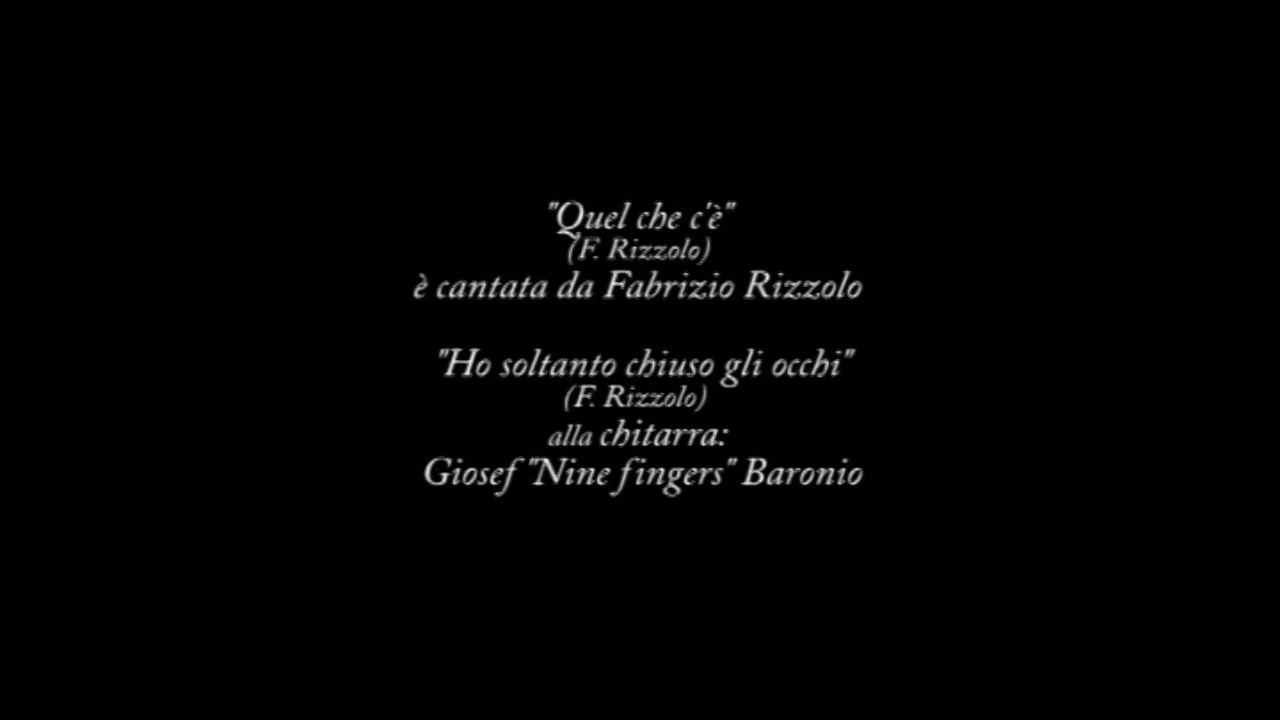 "Quel che c'è"
(F. Rizzolo)
è cantata da Fabrizio Rizzolo
"Ho soltanto chiuso gli occhi"
(F. Rizzolo)
alla chitarra:
Giosef "Nine fingers" Baronio